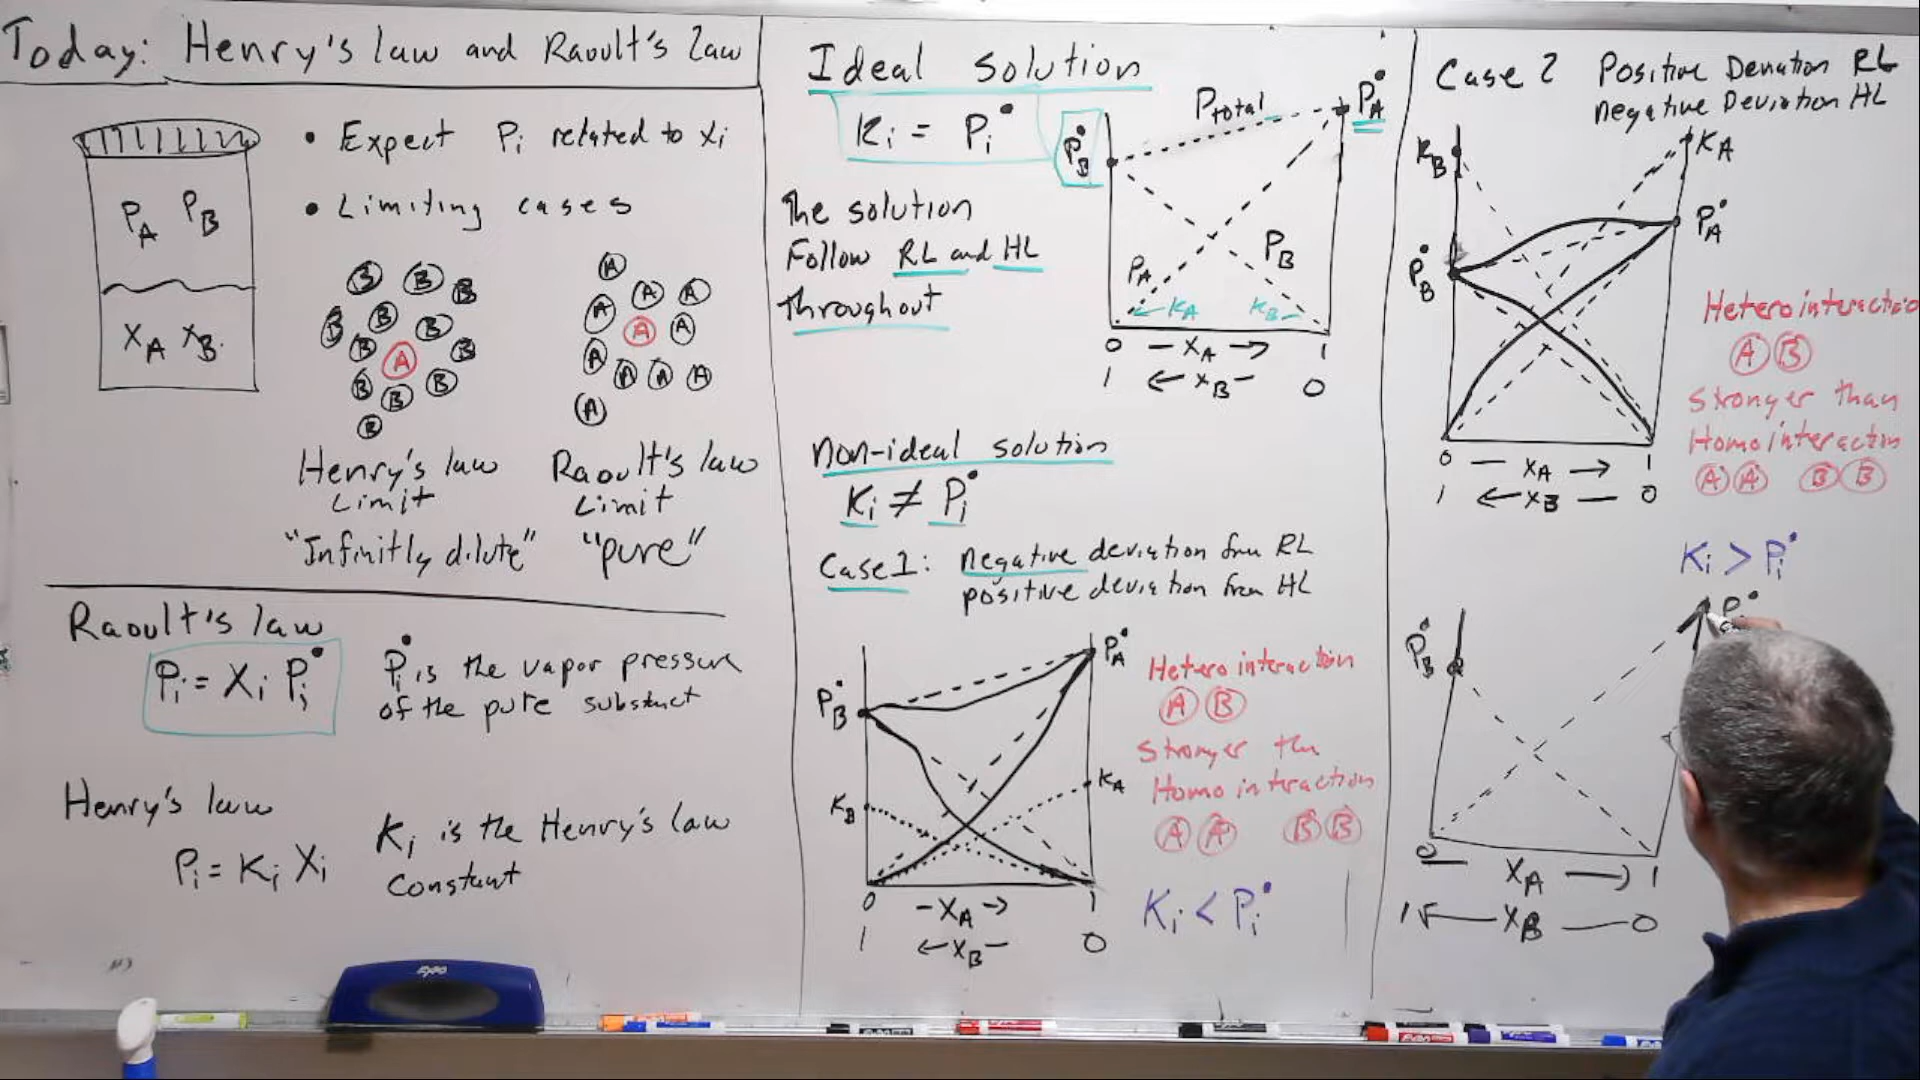 Today: Henry's law and Raoult's law
PA PB
XA XB.
• Expect Pi related to xi
• Limiting cases
B B B B B B B B A B B B B
A A A A A A A A A A A
Henry's law
Limit
"Infinitly dilute"
Raoult's law
Limit
"pure"
Raoult's law
Pi = Xi Pi•
Pi• is the vapor pressure
of the pure substuct
Henry's law
Pi = Ki Xi
Ki is the Henry's law
Constant
Ideal solution
Ki = Pi•
The solution
Follow RL and HL
throughout
Ptotal
PA•
PB•
PA
PB
KA
KB
0 — XA → 1
1 ← XB — 0
Non-ideal solution
Ki ≠ Pi•
Case 1: negative deviation from RL
positive deviation from HL
PA•
PB•
KB
KA
0 - XA → 1
1 ← XB - 0
Hetero interaction
A B
Stronger the
Homo interaction
A A B B
Ki < Pi•
Case 2 Positive Deviation RL
negative Deviation HL
KB
KA
PA•
PB•
0 — XA → 1
1 ← XB — 0
Hetero interactio
A B
stronger than
Homo interactin
A A B B
Ki > Pi•
PB•
P•
0 XA → 1
1 ← XB — 0
EXPO